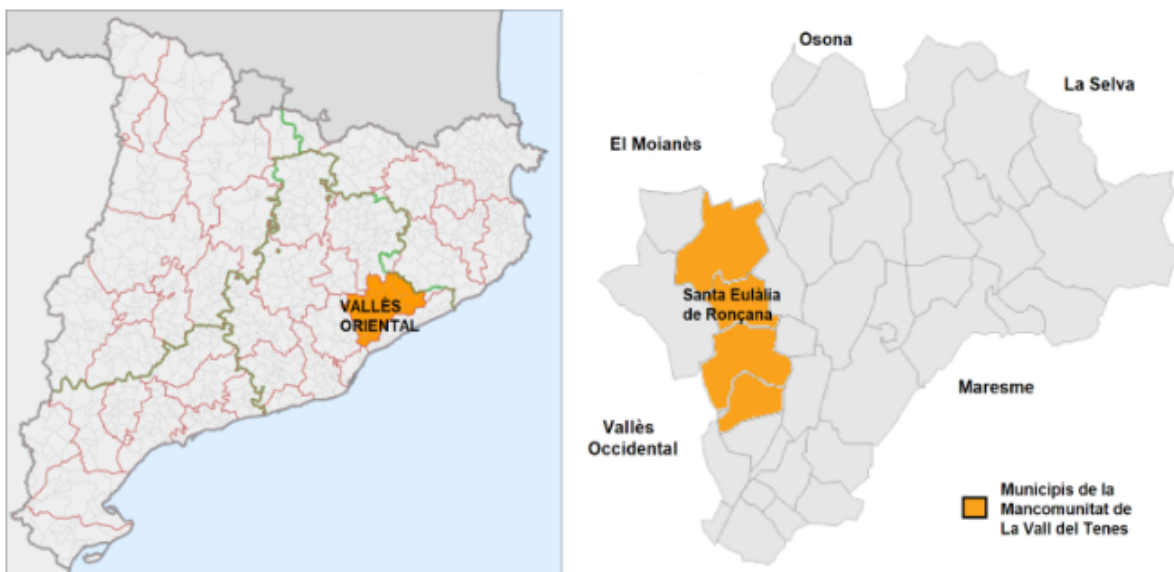 VALLÈS
ORIENTAL
Osona
La Selva
El Moianès
Santa Eulàlia
de Ronçana
Maresme
Vallès
Occidental
Municipis de la
Mancomunitat de
La Vall del Tenes